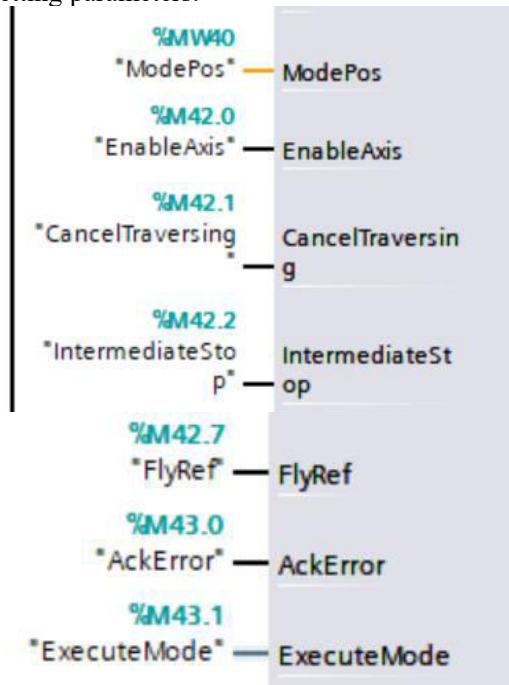 %MW40
"ModePos" ModePos
%M42.0
"EnableAxis" EnableAxis
%M42.1
"CancelTraversing CancelTraversin
" g
%M42.2
"IntermediateSto IntermediateSt
p" op
%M42.7
"FlyRef" FlyRef
%M43.0
"AckError" AckError
%M43.1
"ExecuteMode" ExecuteMode